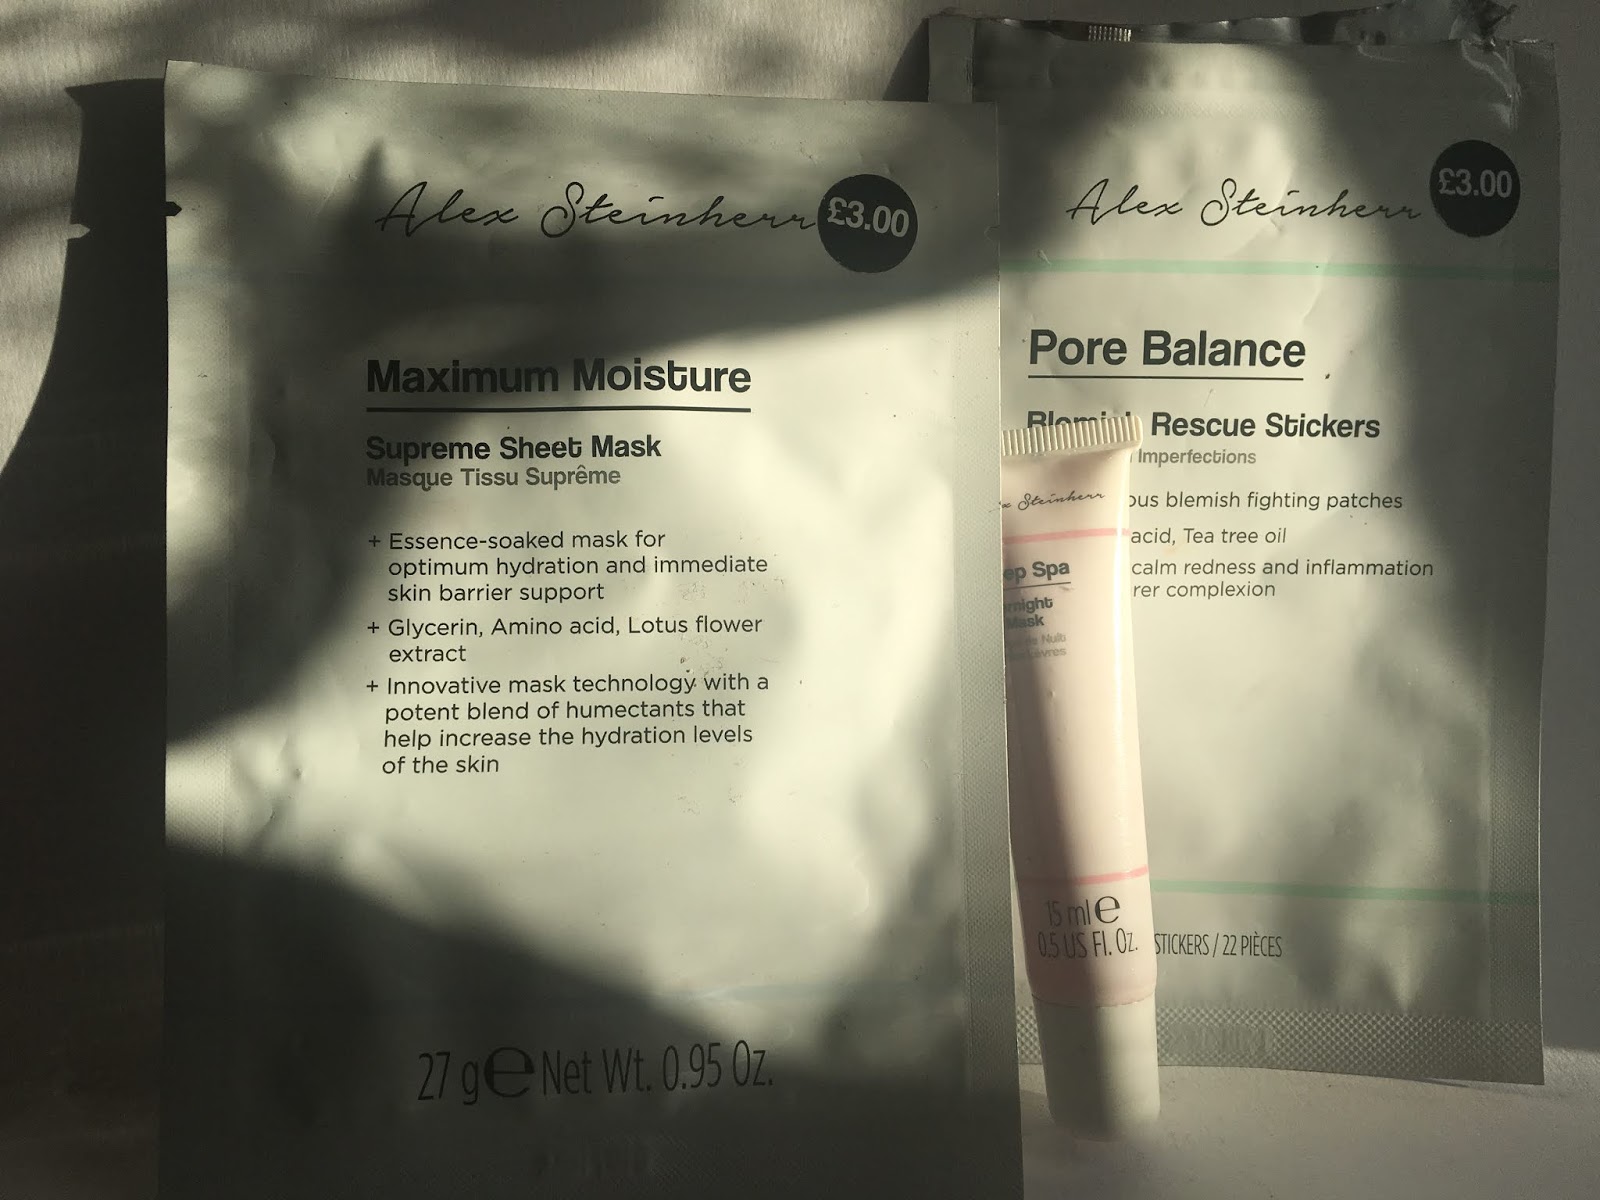 Alex Steinherr
£3.00
Maximum Moisture
Supreme Sheet Mask
Masque Tissu Suprême
+ Essence-soaked mask for
optimum hydration and immediate
skin barrier support
+ Glycerin, Amino acid, Lotus flower
extract
+ Innovative mask technology with a
potent blend of humectants that
help increase the hydration levels
of the skin
27 g e Net Wt. 0.95 Oz.
Alex Steinherr
£3.00
Pore Balance
Rescue Stickers
Imperfections
blemish fighting patches
acid, Tea tree oil
calm redness and inflammation
complexion
STICKERS / 22 PIÈCES
Steinherr
Spa
Mask
de Nuit
15 ml e
0.5 US Fl. Oz.